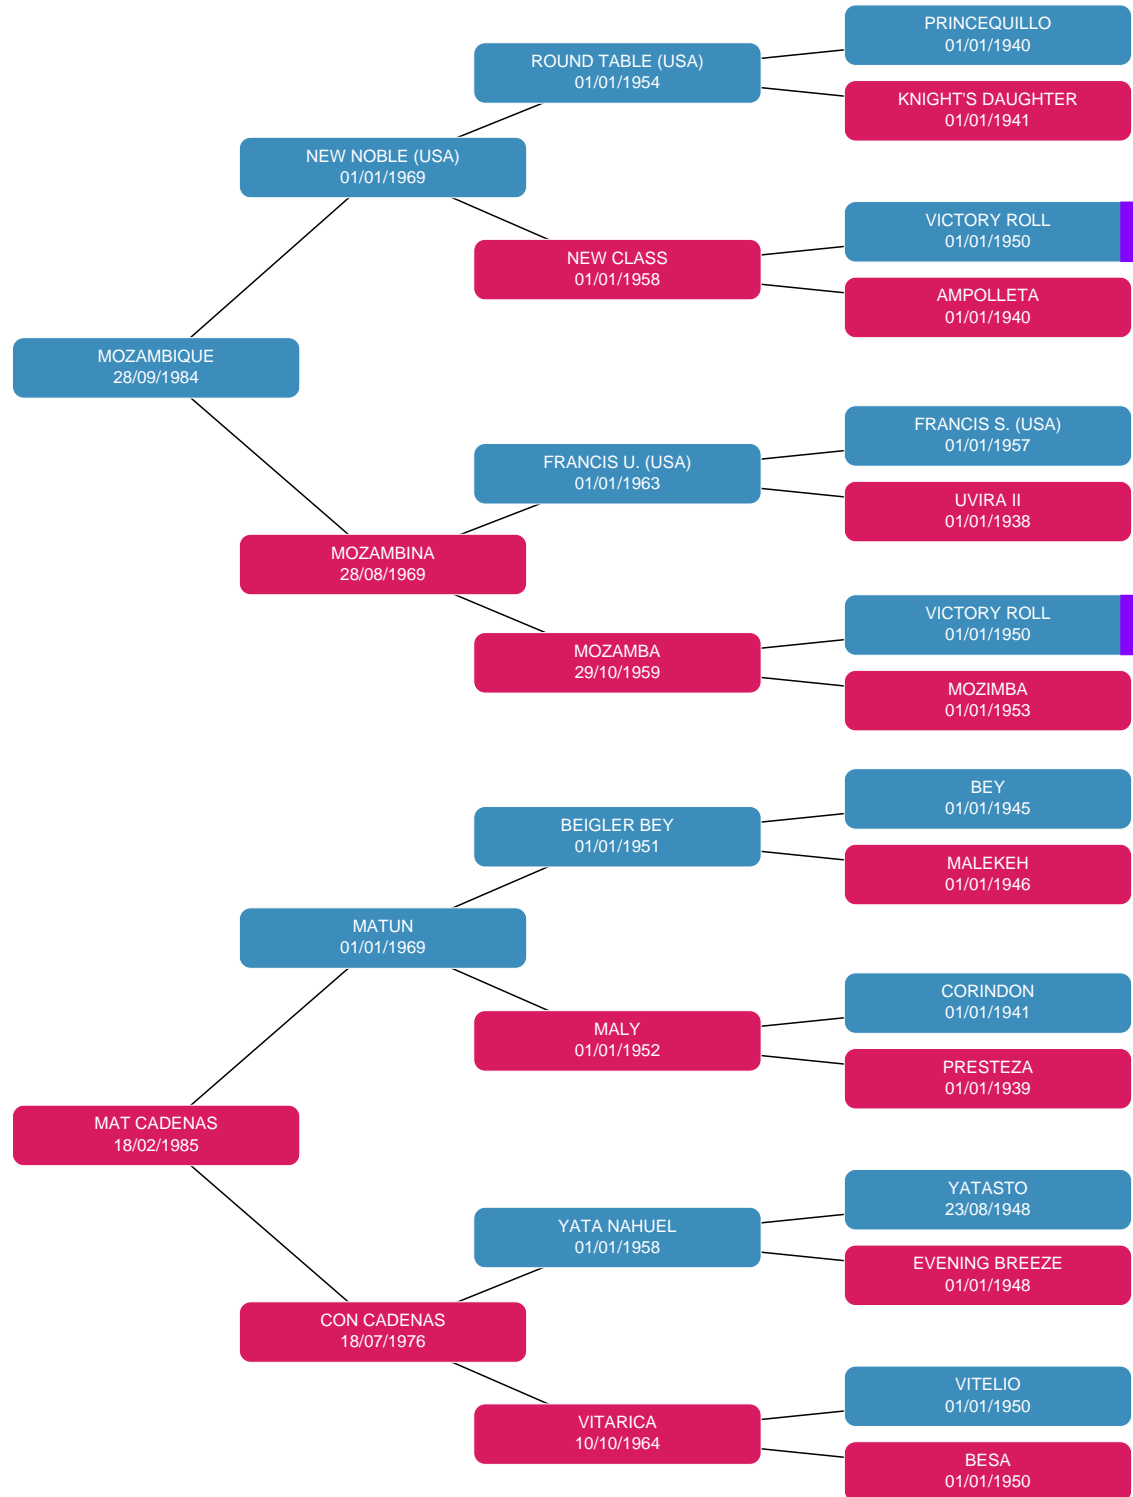 PRINCEQUILLO
01/01/1940
ROUND TABLE (USA)
01/01/1954
KNIGHT'S DAUGHTER
01/01/1941
NEW NOBLE (USA)
01/01/1969
VICTORY ROLL
01/01/1950
NEW CLASS
01/01/1958
AMPOLLETA
01/01/1940
MOZAMBIQUE
28/09/1984
FRANCIS S. (USA)
01/01/1957
FRANCIS U. (USA)
01/01/1963
UVIRA II
01/01/1938
MOZAMBINA
28/08/1969
VICTORY ROLL
01/01/1950
MOZAMBA
29/10/1959
MOZIMBA
01/01/1953
BEY
01/01/1945
BEIGLER BEY
01/01/1951
MALEKEH
01/01/1946
MATUN
01/01/1969
CORINDON
01/01/1941
MALY
01/01/1952
PRESTEZA
01/01/1939
MAT CADENAS
18/02/1985
YATASTO
23/08/1948
YATA NAHUEL
01/01/1958
EVENING BREEZE
01/01/1948
CON CADENAS
18/07/1976
VITELIO
01/01/1950
VITARICA
10/10/1964
BESA
01/01/1950